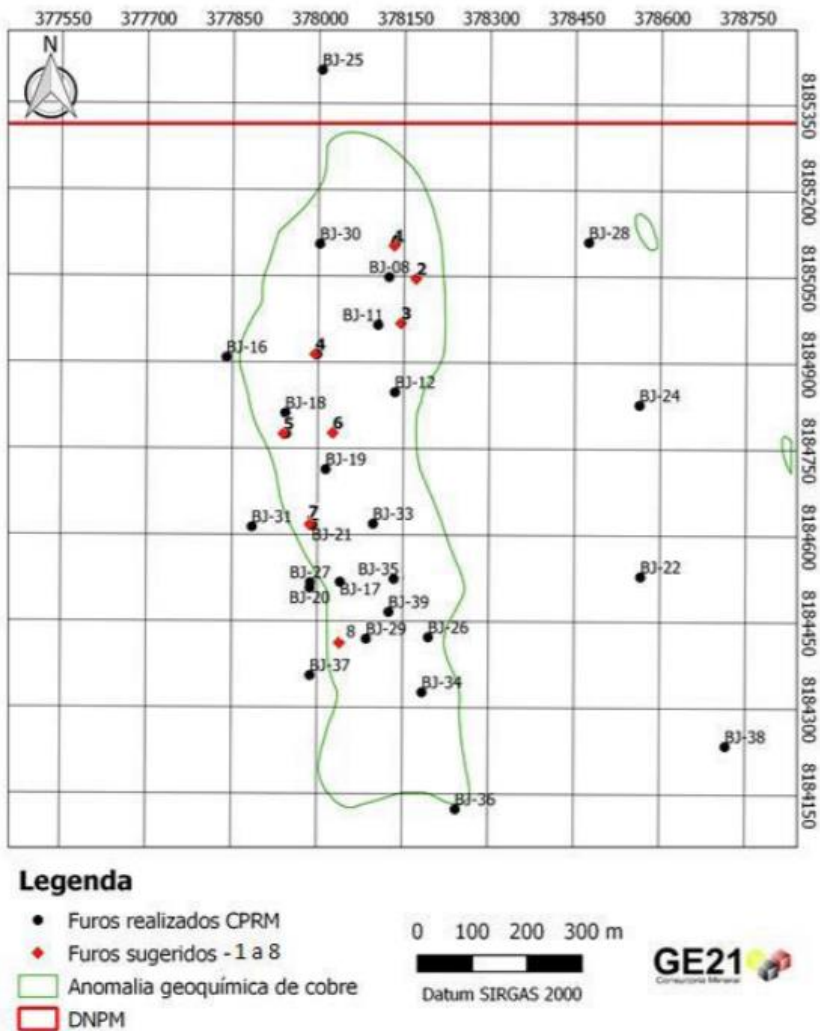 377550 377700 377850 378000 378150 378300 378450 378600 378750
N
BJ-25
8185350
8185200
BJ-30
4
BJ-28
BJ-08
2
8185050
BJ-11
3
BJ-16
4
8184900
BJ-12
BJ-24
BJ-18
5
6
8184750
BJ-19
BJ-31
7
BJ-33
BJ-21
8184600
BJ-27
BJ-35
BJ-22
BJ-17
BJ-20
BJ-39
8184450
8
BJ-29
BJ-26
BJ-37
BJ-34
8184300
BJ-38
BJ-36
8184150
Legenda
Furos realizados CPRM
Furos sugeridos - 1 a 8
Anomalia geoquímica de cobre
DNPM
0 100 200 300 m
Datum SIRGAS 2000
GE21
Consultoria Mineral